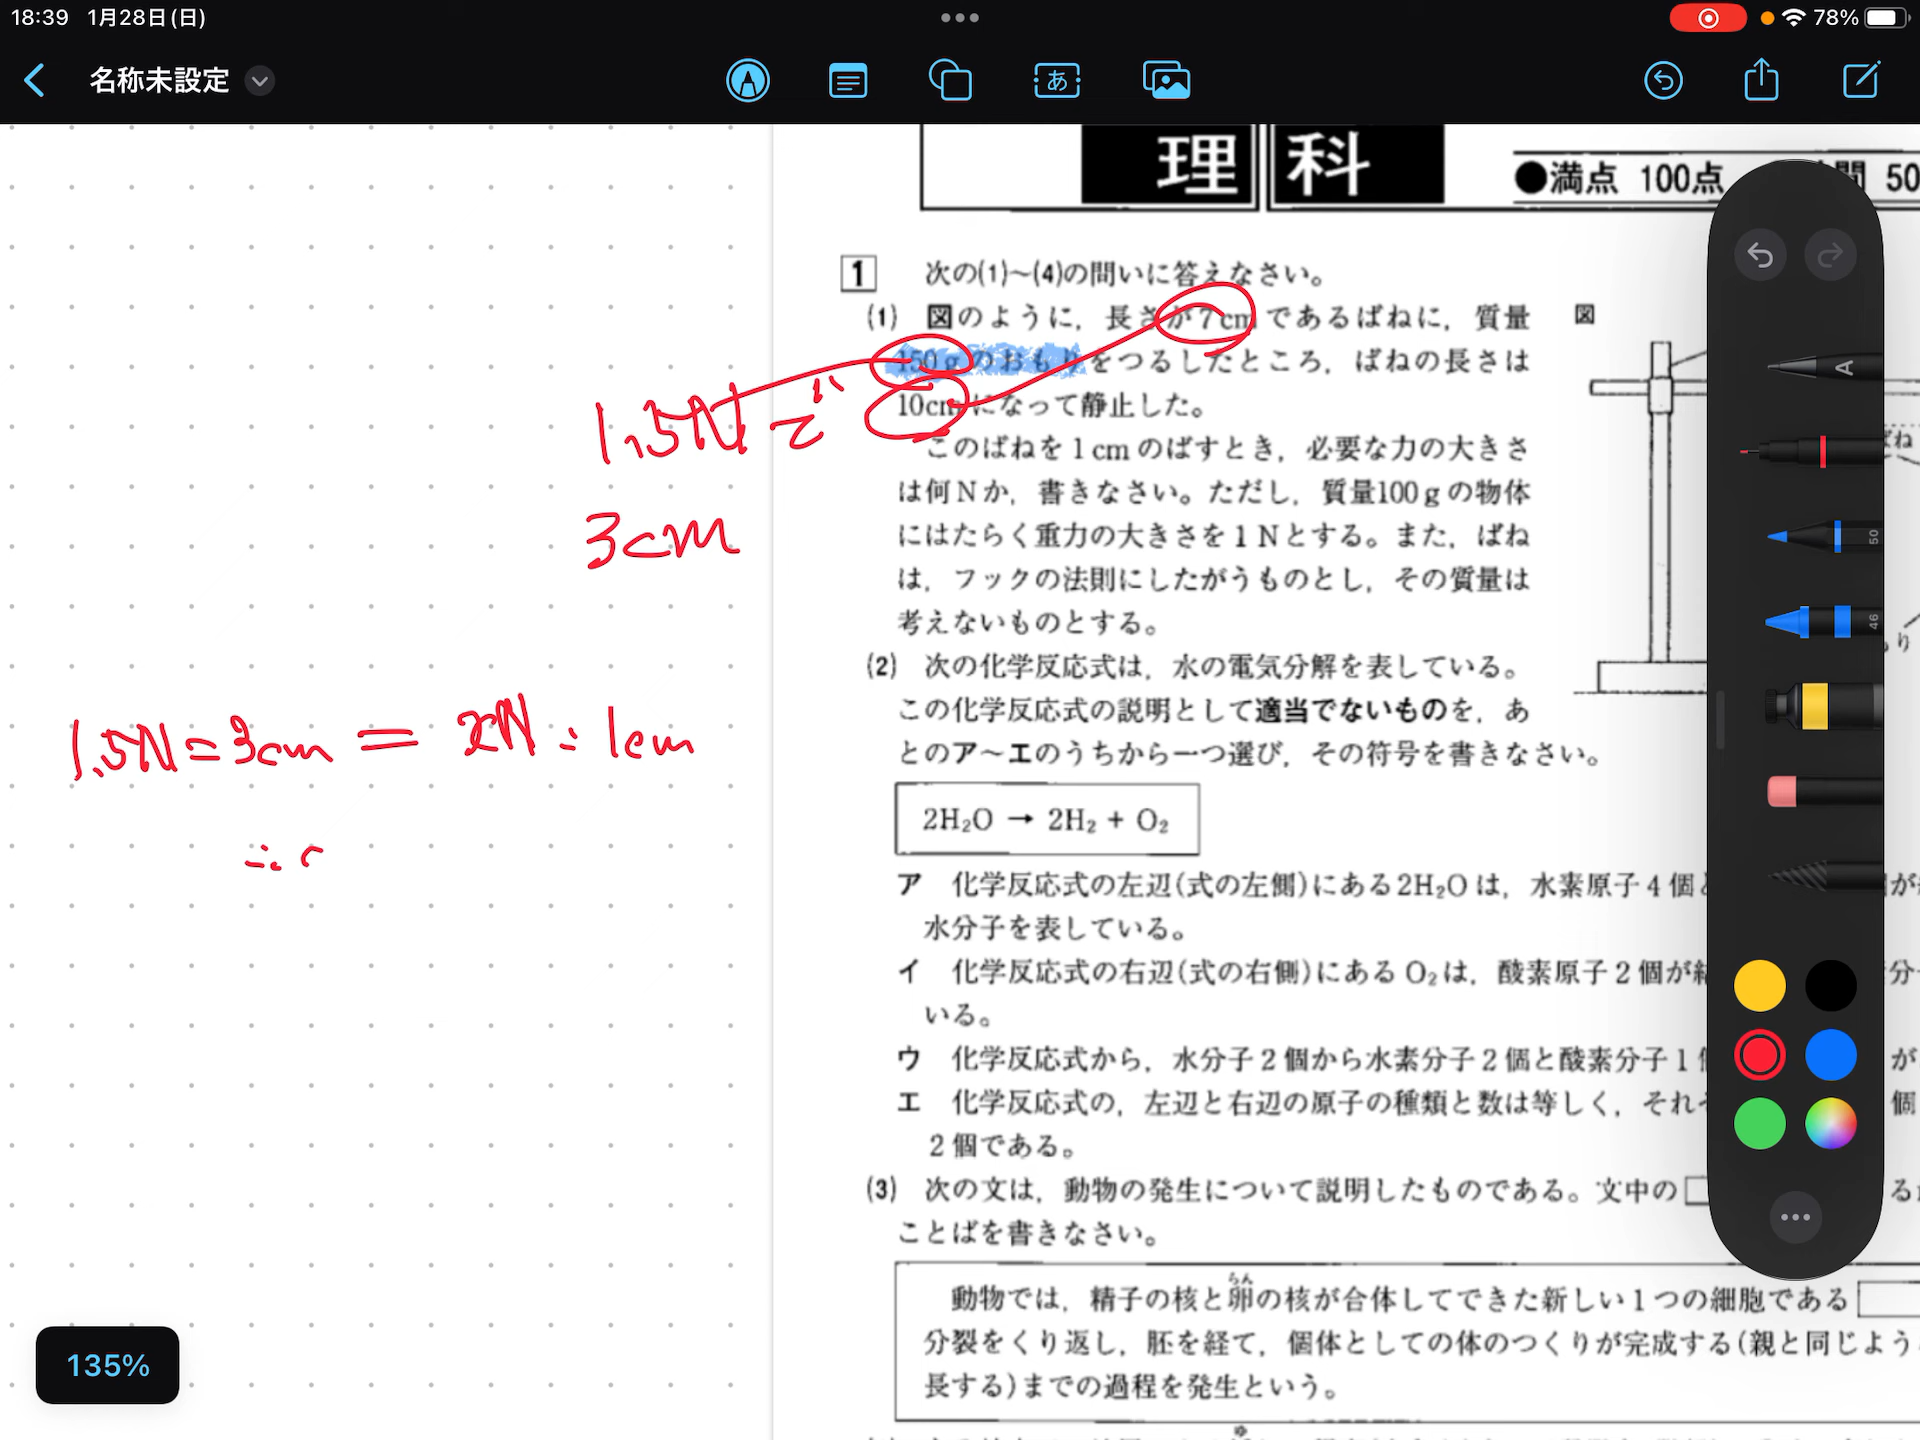 18:39 1月28日(日)
78%
名称未設定
あ
理科
●満点 100点
間 50
1 次の(1)～(4)の問いに答えなさい。
(1) 図のように，長さが7cmであるばねに，質量
150gのおもりをつるしたところ，ばねの長さは
10cmになって静止した。
このばねを1cmのばすとき，必要な力の大きさ
は何Nか，書きなさい。ただし，質量100gの物体
にはたらく重力の大きさを1Nとする。また，ばね
は，フックの法則にしたがうものとし，その質量は
考えないものとする。
図
ばね
り
1.5Nで
3cm
1.5N=3cm = xN:1cm
(2) 次の化学反応式は，水の電気分解を表している。
この化学反応式の説明として適当でないものを，あ
とのア～エのうちから一つ選び，その符号を書きなさい。
2H₂O → 2H₂ + O₂
ア 化学反応式の左辺(式の左側)にある2H₂Oは，水素原子4個
水分子を表している。
イ 化学反応式の右辺(式の右側)にあるO₂は，酸素原子2個が結
いる。
ウ 化学反応式から，水分子2個から水素分子2個と酸素分子1個
エ 化学反応式の，左辺と右辺の原子の種類と数は等しく，それぞ
2個である。
(3) 次の文は，動物の発生について説明したものである。文中の
ことばを書きなさい。
動物では，精子の核と卵の核が合体してできた新しい1つの細胞である
らん
分裂をくり返し，胚を経て，個体としての体のつくりが完成する(親と同じよう
長する)までの過程を発生という。
A
50
46
135%